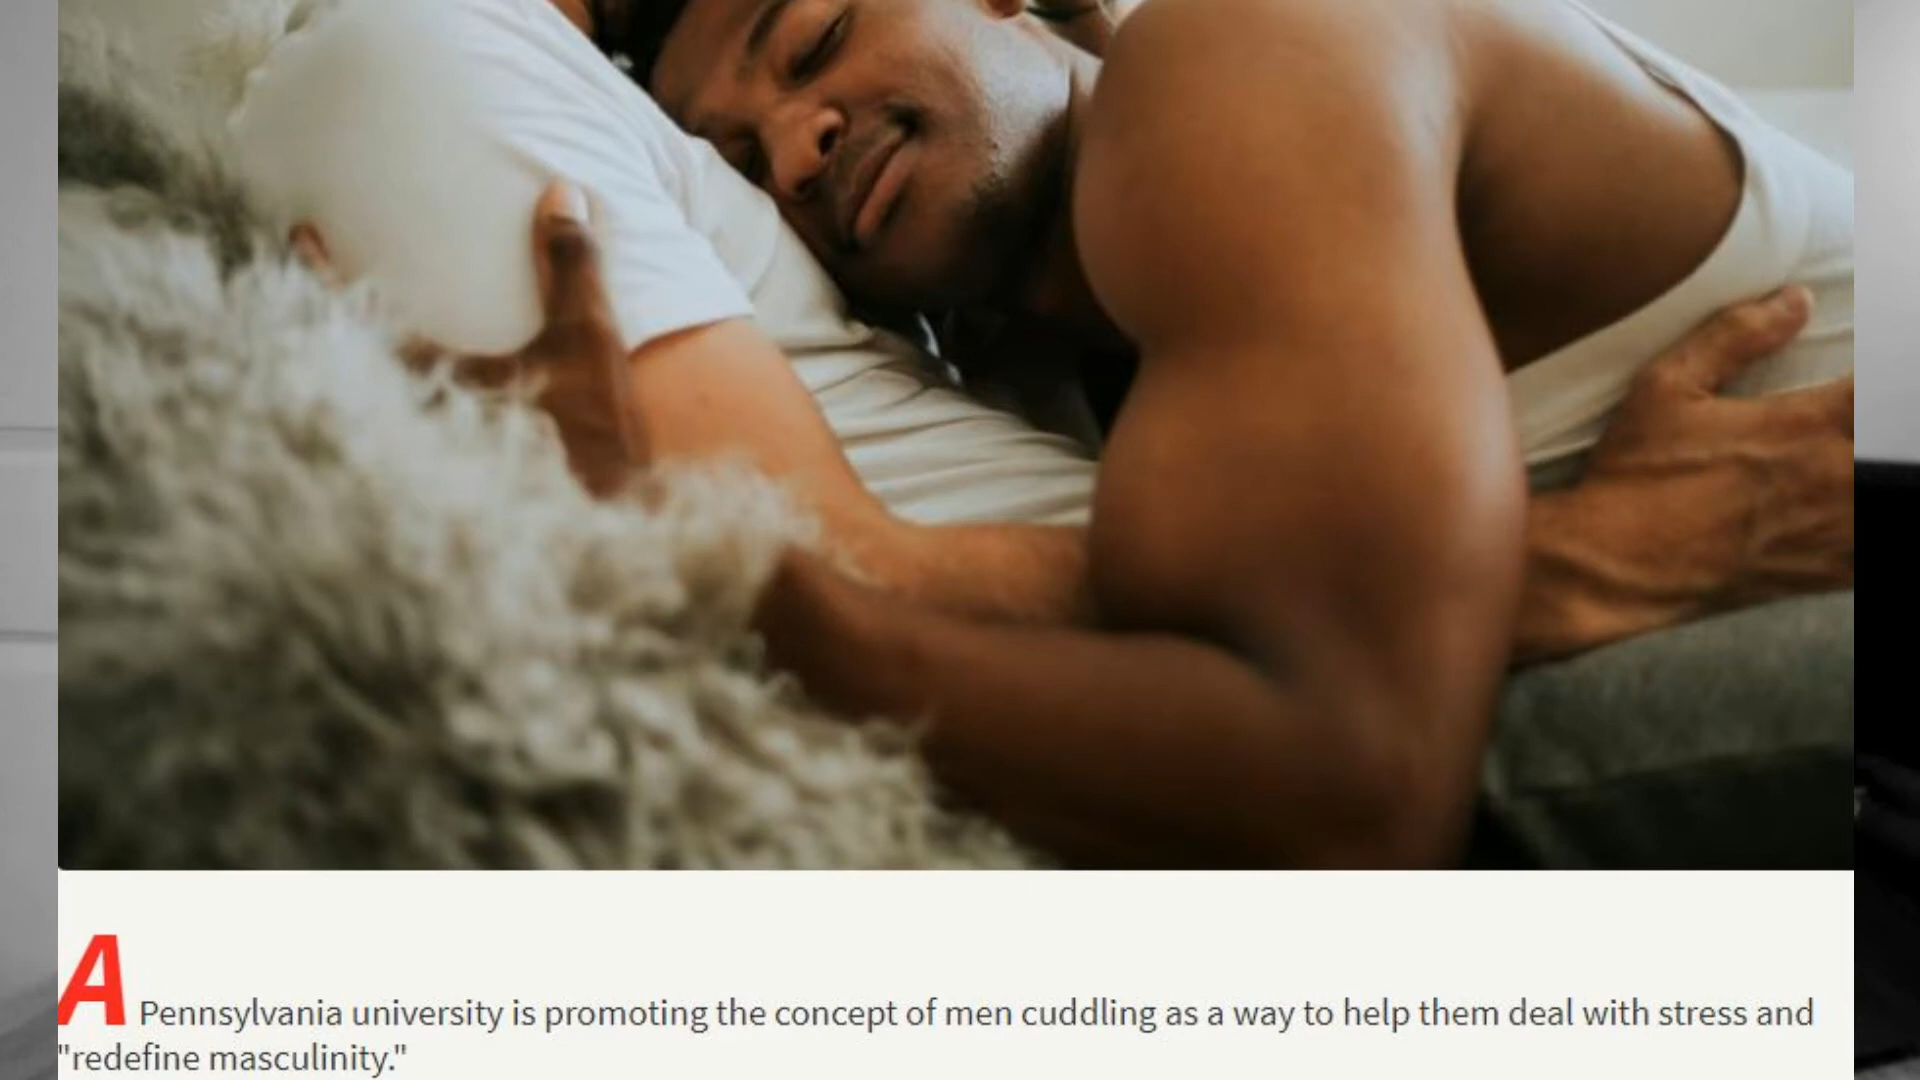 A Pennsylvania university is promoting the concept of men cuddling as a way to help them deal with stress and
"redefine masculinity."